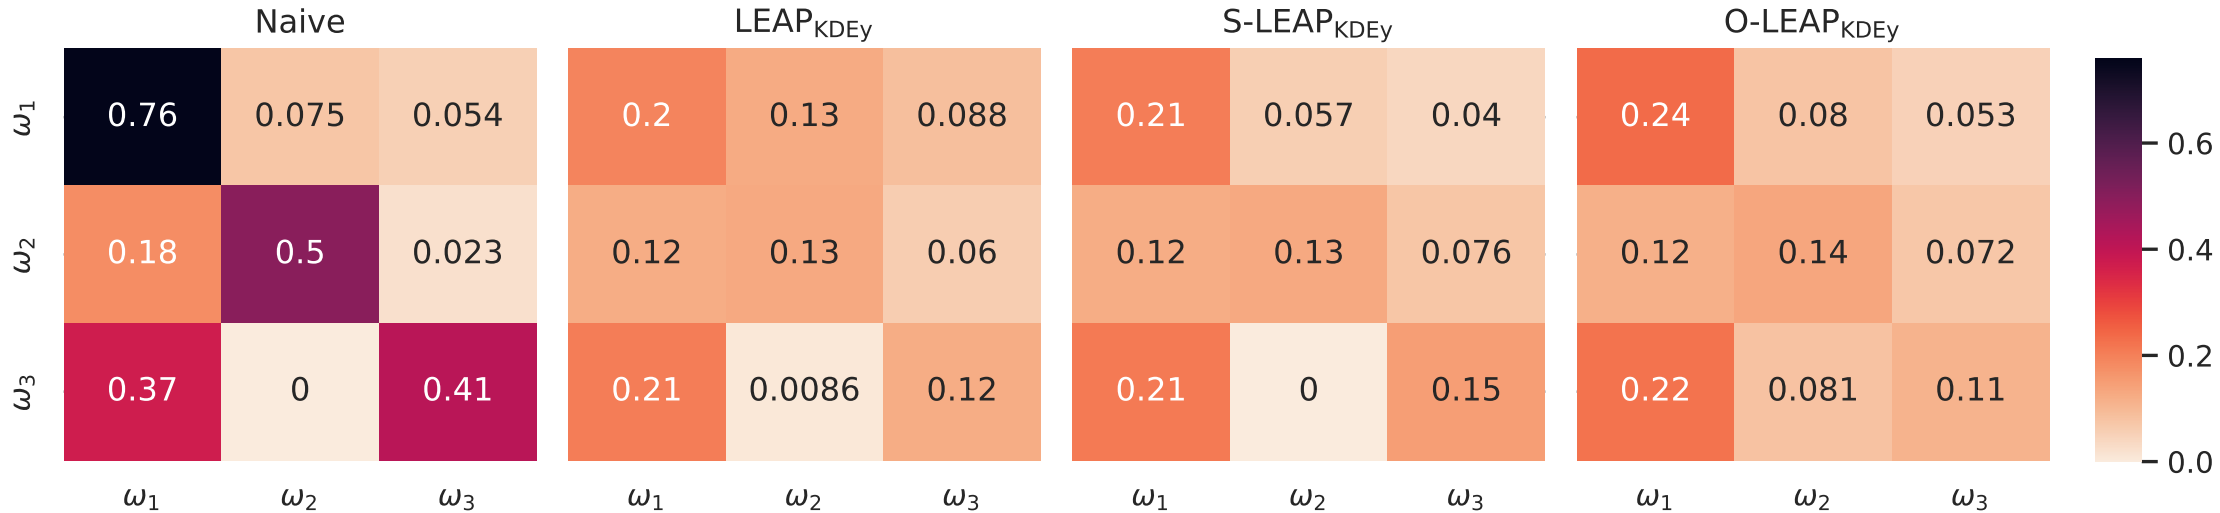 Naive LEAP_KDEy S-LEAP_KDEy O-LEAP_KDEy
ω₁ 0.76 0.075 0.054 0.2 0.13 0.088 0.21 0.057 0.04 0.24 0.08 0.053
0.6
ω₂ 0.18 0.5 0.023 0.12 0.13 0.06 0.12 0.13 0.076 0.12 0.14 0.072
0.4
0.2
ω₃ 0.37 0 0.41 0.21 0.0086 0.12 0.21 0 0.15 0.22 0.081 0.11
0.0
ω₁ ω₂ ω₃ ω₁ ω₂ ω₃ ω₁ ω₂ ω₃ ω₁ ω₂ ω₃